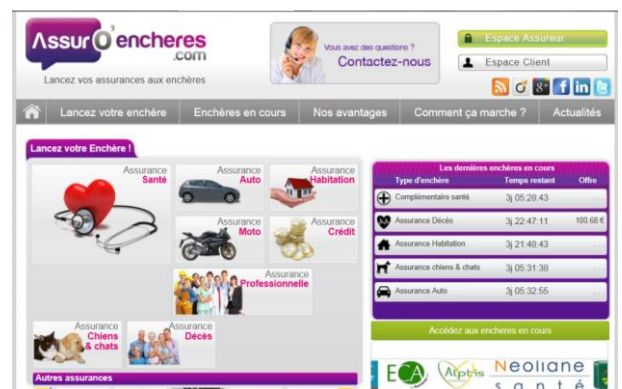 AssurO'encheres
.com
Lancez vos assurances aux enchères
Vous avez des questions ?
Contactez-nous
Espace Assureur
Espace Client
Lancez votre enchère
Enchères en cours
Nos avantages
Comment ça marche ?
Actualités
Lancez votre Enchère !
Assurance
Santé
Assurance
Auto
Assurance
Habitation
Assurance
Moto
Assurance
Crédit
Assurance
Professionnelle
Assurance
Chiens
& chats
Assurance
Décès
Autres assurances
Les dernières enchères en cours
Type d'enchère Temps restant Offre
Complémentaire santé 3j 05:28:43
Assurance Décès 3j 22:47:11 100.68 €
Assurance Habitation 3j 21:48:43
Assurance chiens & chats 3j 05:31:38
Assurance Auto 3j 05:32:55
Accédez aux encheres en cours
ECA
Alptis
Neoliane
santé